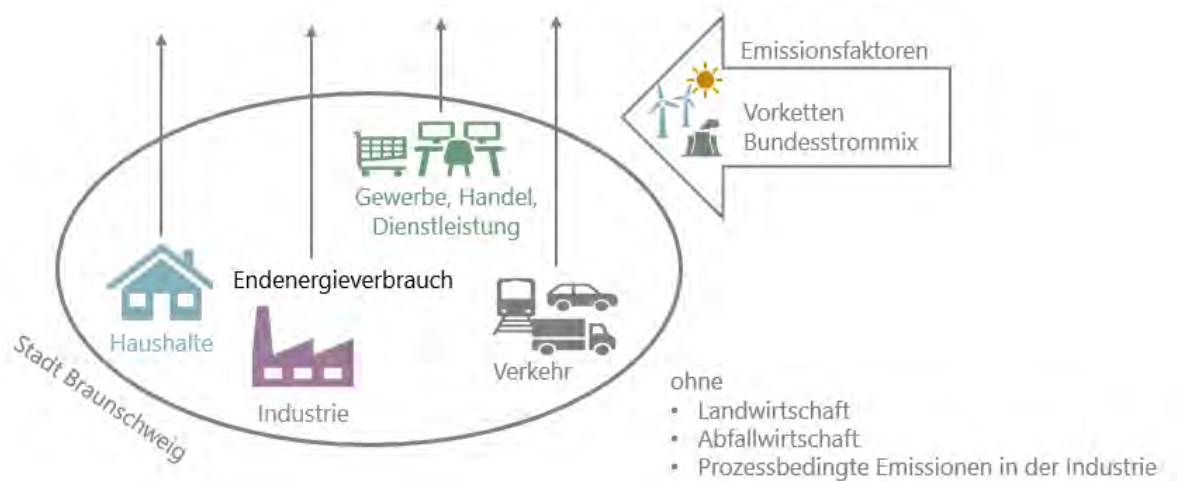 Emissionsfaktoren
Vorketten
Bundesstrommix
Gewerbe, Handel,
Dienstleistung
Endenergieverbrauch
Haushalte
Industrie
Verkehr
Stadt Braunschweig
ohne
• Landwirtschaft
• Abfallwirtschaft
• Prozessbedingte Emissionen in der Industrie